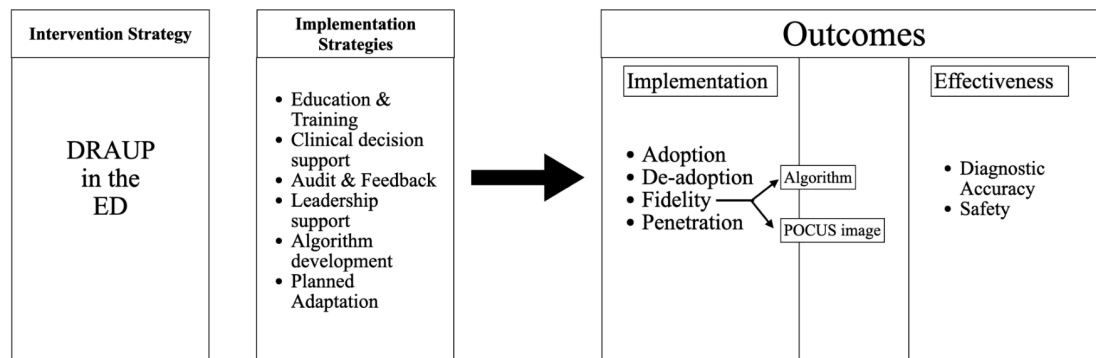 Intervention Strategy
DRAUP
in the
ED
Implementation
Strategies
• Education &
Training
• Clinical decision
support
• Audit & Feedback
• Leadership
support
• Algorithm
development
• Planned
Adaptation
Outcomes
Implementation
• Adoption
• De-adoption
• Fidelity
• Penetration
Algorithm
POCUS image
Effectiveness
• Diagnostic
Accuracy
• Safety